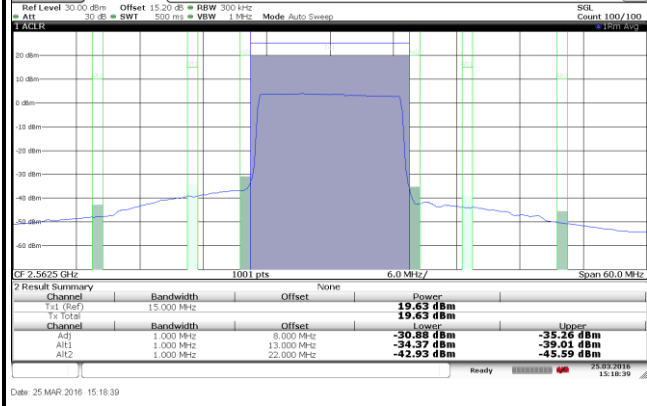 Ref Level 30.00 dBm Offset 15.20 dB RBW 300 kHz SGL
Att 30 dB SWT 500 ms VBW 1 MHz Mode Auto Sweep Count 100/100
1 ACLR 1Rm Avg
20 dBm
10 dBm
0 dBm
-10 dBm
-20 dBm
-30 dBm
-40 dBm
-50 dBm
-60 dBm
CF 2.5625 GHz 1001 pts 6.0 MHz/ Span 60.0 MHz
2 Result Summary None
Channel Bandwidth Offset Power
Tx1 (Ref) 15.000 MHz 19.63 dBm
Tx Total 19.63 dBm
Channel Bandwidth Offset Lower Upper
Adj 1.000 MHz 8.000 MHz -30.88 dBm -35.26 dBm
Alt1 1.000 MHz 13.000 MHz -34.37 dBm -39.01 dBm
Alt2 1.000 MHz 22.000 MHz -42.93 dBm -45.59 dBm
Ready 25.03.2016
15:18:39
Date: 25.MAR.2016 15:18:39